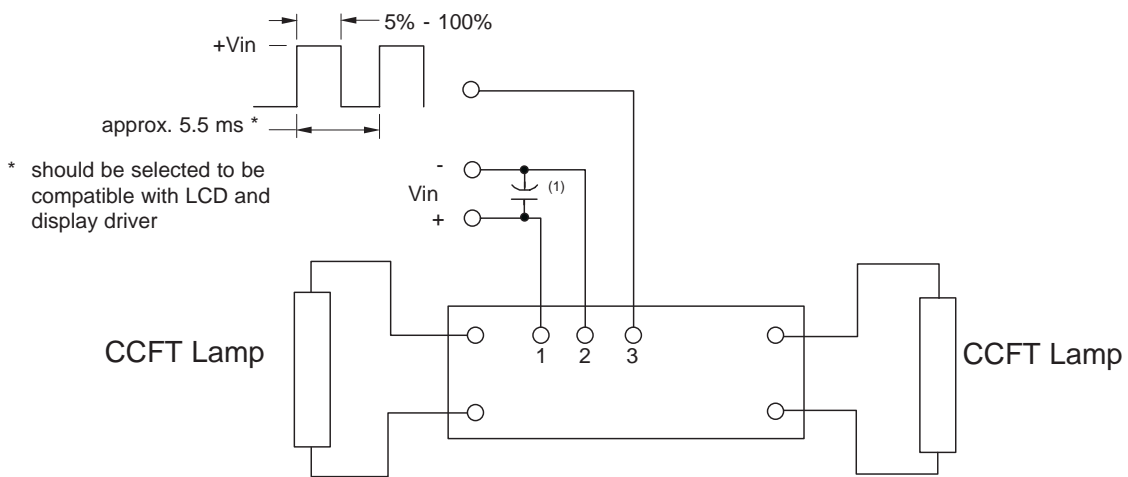 5% - 100%
+Vin
approx. 5.5 ms *
* should be selected to be
compatible with LCD and
display driver
-
(1)
Vin
+
CCFT Lamp
1 2 3
CCFT Lamp